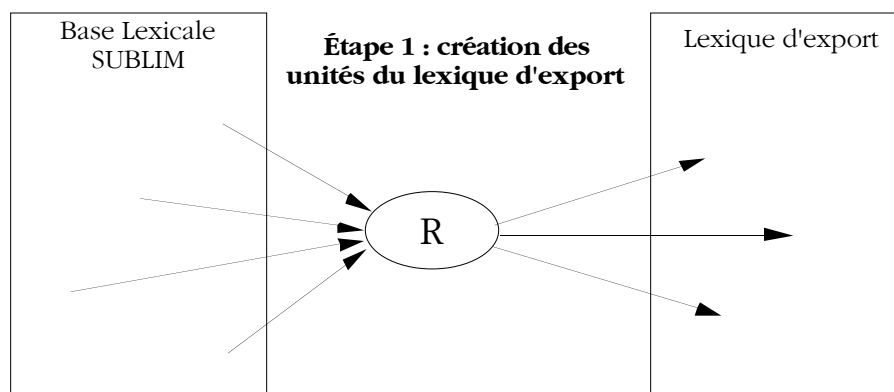 Base Lexicale
SUBLIM
Étape 1 : création des
unités du lexique d'export
Lexique d'export
R